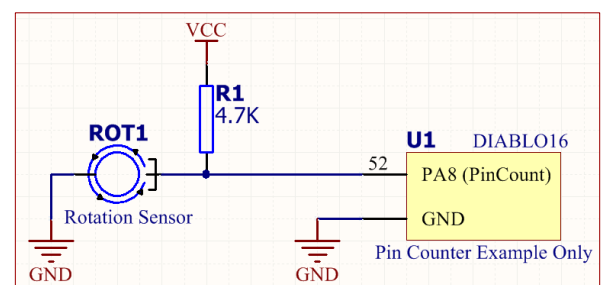 VCC
R1
4.7K
ROT1
U1
DIABLO16
52
PA8 (PinCount)
Rotation Sensor
GND
Pin Counter Example Only
GND
GND